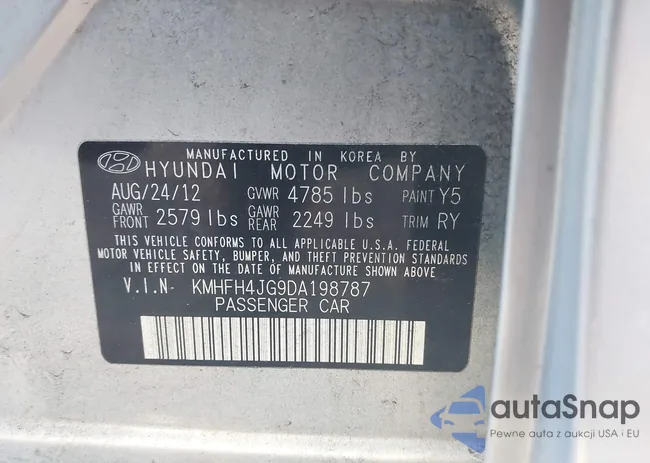 MANUFACTURED IN KOREA BY
HYUNDAI MOTOR COMPANY
AUG/24/12 GVWR 4785 lbs PAINT Y5
GAWR FRONT 2579 lbs GAWR REAR 2249 lbs TRIM RY
THIS VEHICLE CONFORMS TO ALL APPLICABLE U.S.A. FEDERAL
MOTOR VEHICLE SAFETY, BUMPER, AND THEFT PREVENTION STANDARDS
IN EFFECT ON THE DATE OF MANUFACTURE SHOWN ABOVE.
V.I.N- KMHFH4JG9DA198787
PASSENGER CAR
autaSnap
Pewne auta z aukcji USA i EU